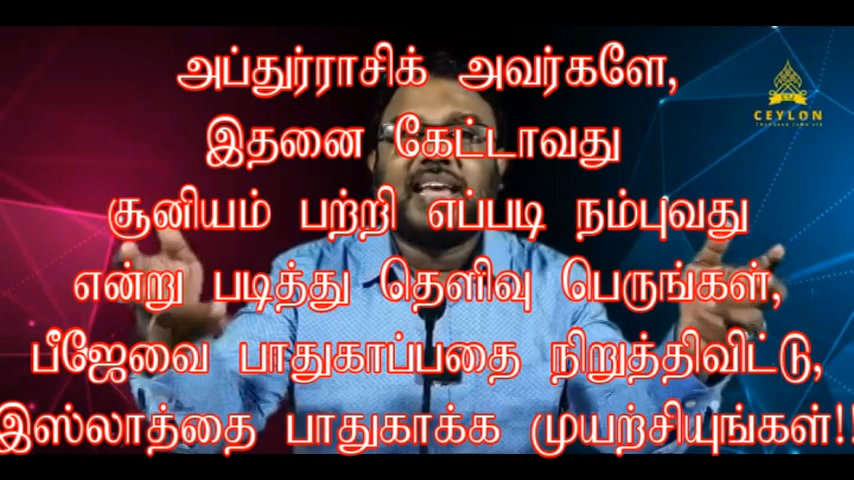 அப்துர்ராசிக் அவர்களே,
இதனை கேட்டாவது
சூனியம் பற்றி எப்படி நம்புவது
என்று படித்து தெளிவு பெருங்கள்,
பீஜேவை பாதுகாப்பதை நிறுத்திவிட்டு,
இஸ்லாத்தை பாதுகாக்க முயற்சியுங்கள்!!
CEYLON